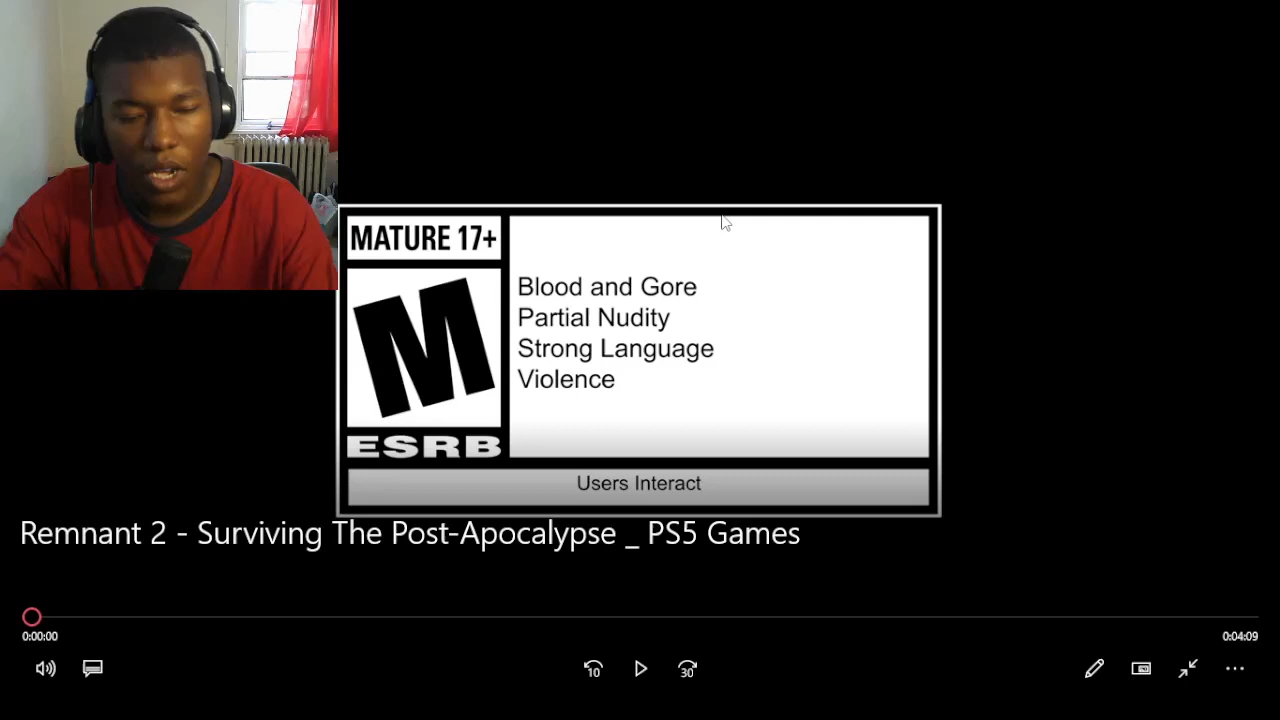 MATURE 17+
M
ESRB
Blood and Gore
Partial Nudity
Strong Language
Violence
Users Interact
Remnant 2 - Surviving The Post-Apocalypse _ PS5 Games
0:00:00
0:04:09
10
30